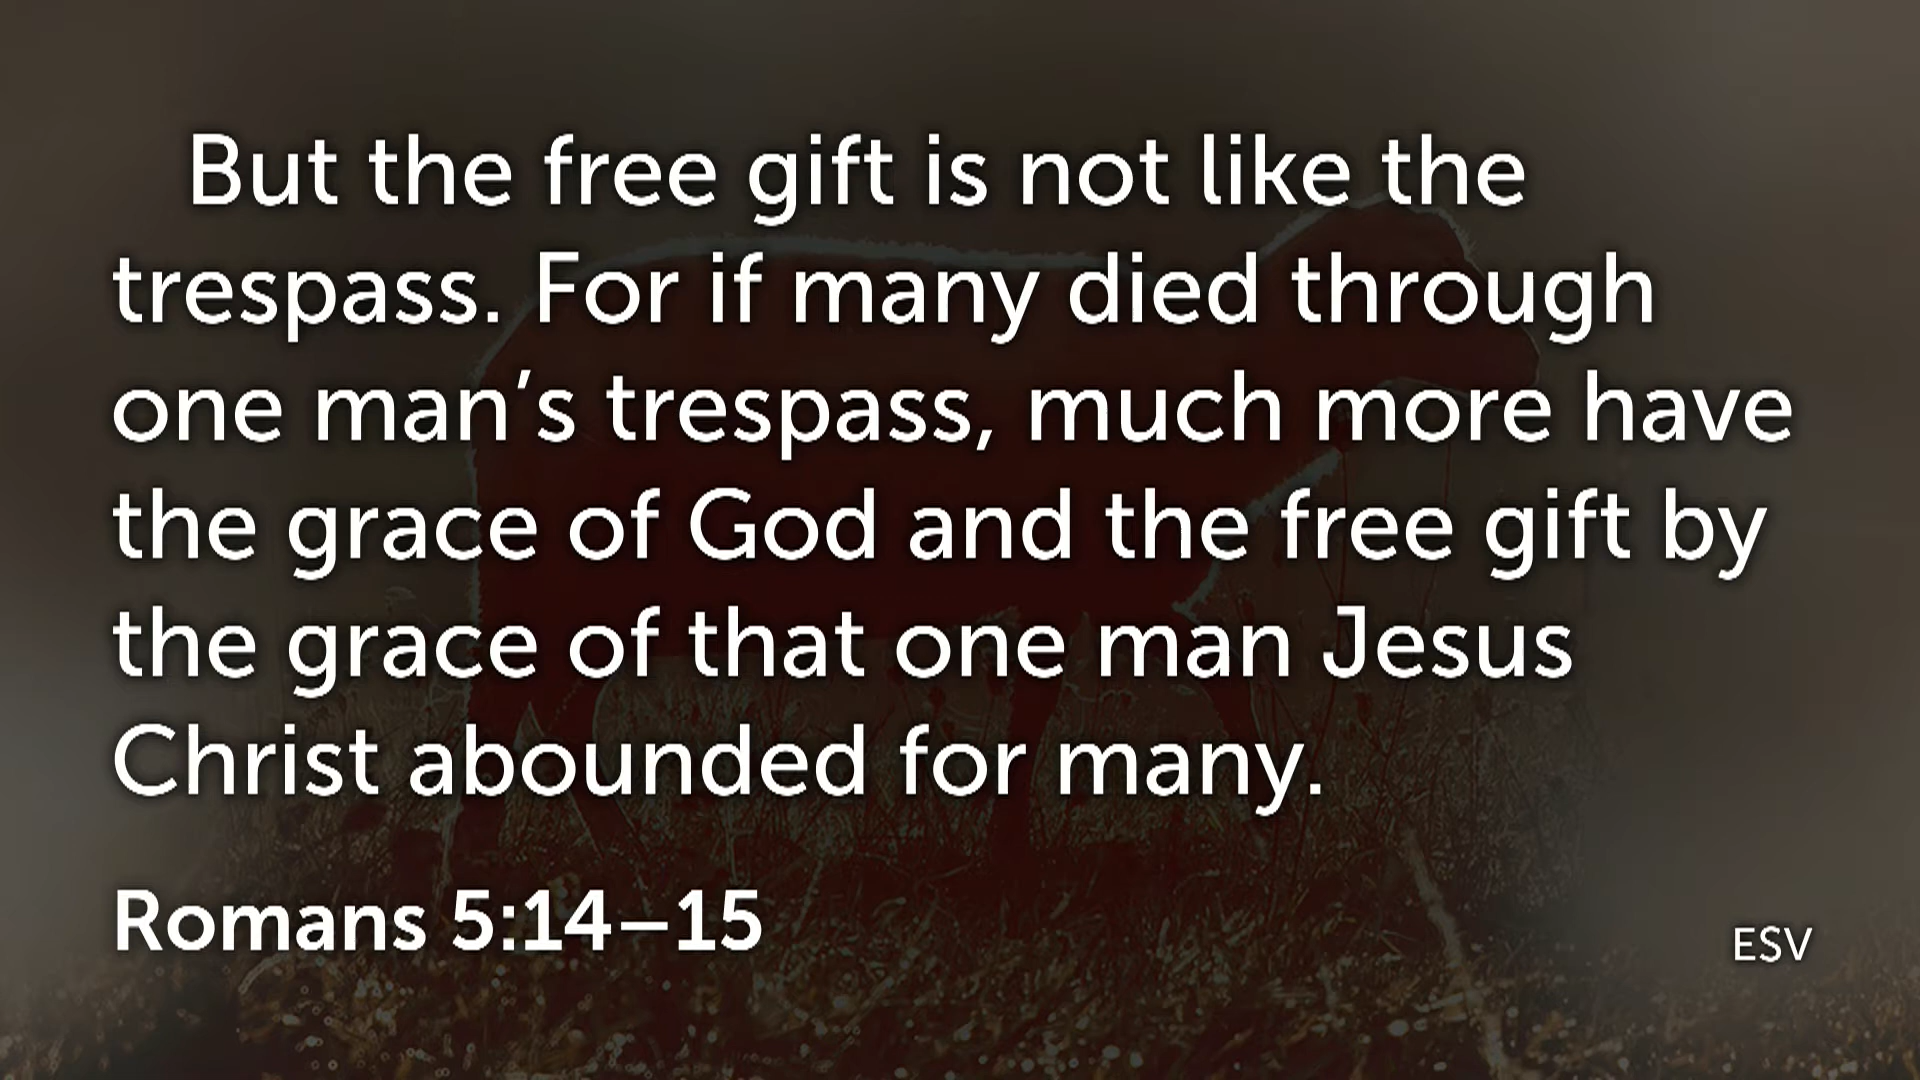 But the free gift is not like the
trespass. For if many died through
one man’s trespass, much more have
the grace of God and the free gift by
the grace of that one man Jesus
Christ abounded for many.
Romans 5:14–15
ESV